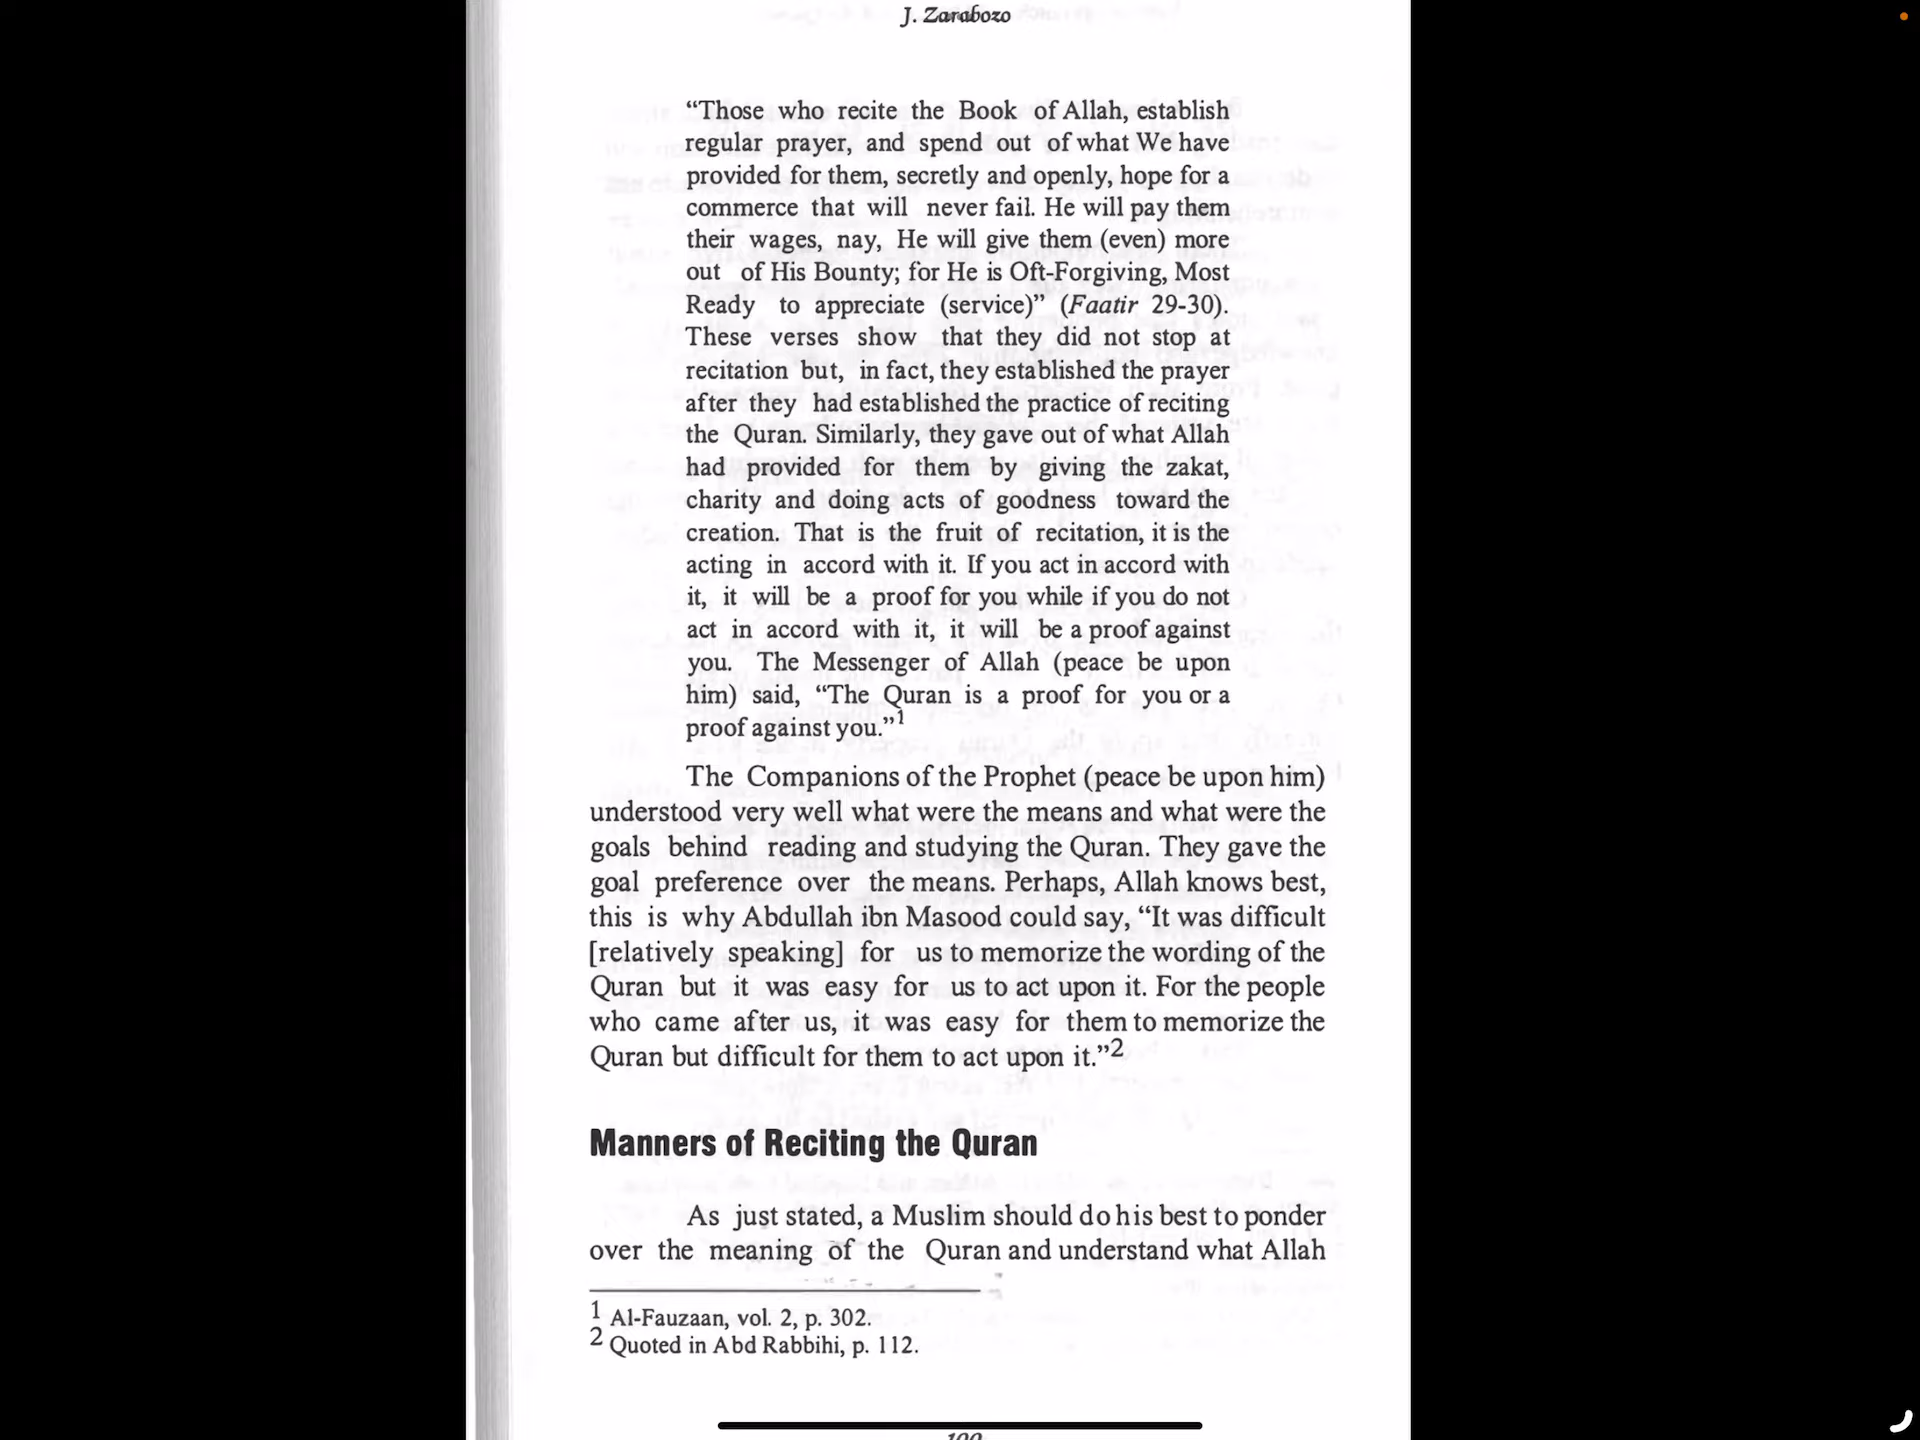 J. Zarabozo
“Those who recite the Book of Allah, establish
regular prayer, and spend out of what We have
provided for them, secretly and openly, hope for a
commerce that will never fail. He will pay them
their wages, nay, He will give them (even) more
out of His Bounty; for He is Oft-Forgiving, Most
Ready to appreciate (service)” (Faatir 29-30).
These verses show that they did not stop at
recitation but, in fact, they established the prayer
after they had established the practice of reciting
the Quran. Similarly, they gave out of what Allah
had provided for them by giving the zakat,
charity and doing acts of goodness toward the
creation. That is the fruit of recitation, it is the
acting in accord with it. If you act in accord with
it, it will be a proof for you while if you do not
act in accord with it, it will be a proof against
you. The Messenger of Allah (peace be upon
him) said, “The Quran is a proof for you or a
proof against you.”1
The Companions of the Prophet (peace be upon him)
understood very well what were the means and what were the
goals behind reading and studying the Quran. They gave the
goal preference over the means. Perhaps, Allah knows best,
this is why Abdullah ibn Masood could say, “It was difficult
[relatively speaking] for us to memorize the wording of the
Quran but it was easy for us to act upon it. For the people
who came after us, it was easy for them to memorize the
Quran but difficult for them to act upon it.”2
Manners of Reciting the Quran
As just stated, a Muslim should do his best to ponder
over the meaning of the Quran and understand what Allah
1 Al-Fauzaan, vol. 2, p. 302.
2 Quoted in Abd Rabbihi, p. 112.